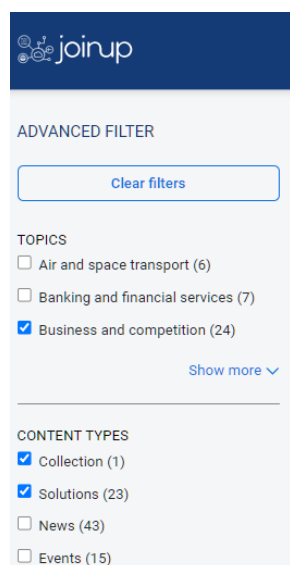 joinup
ADVANCED FILTER
Clear filters
TOPICS
Air and space transport (6)
Banking and financial services (7)
Business and competition (24)
Show more
CONTENT TYPES
Collection (1)
Solutions (23)
News (43)
Events (15)